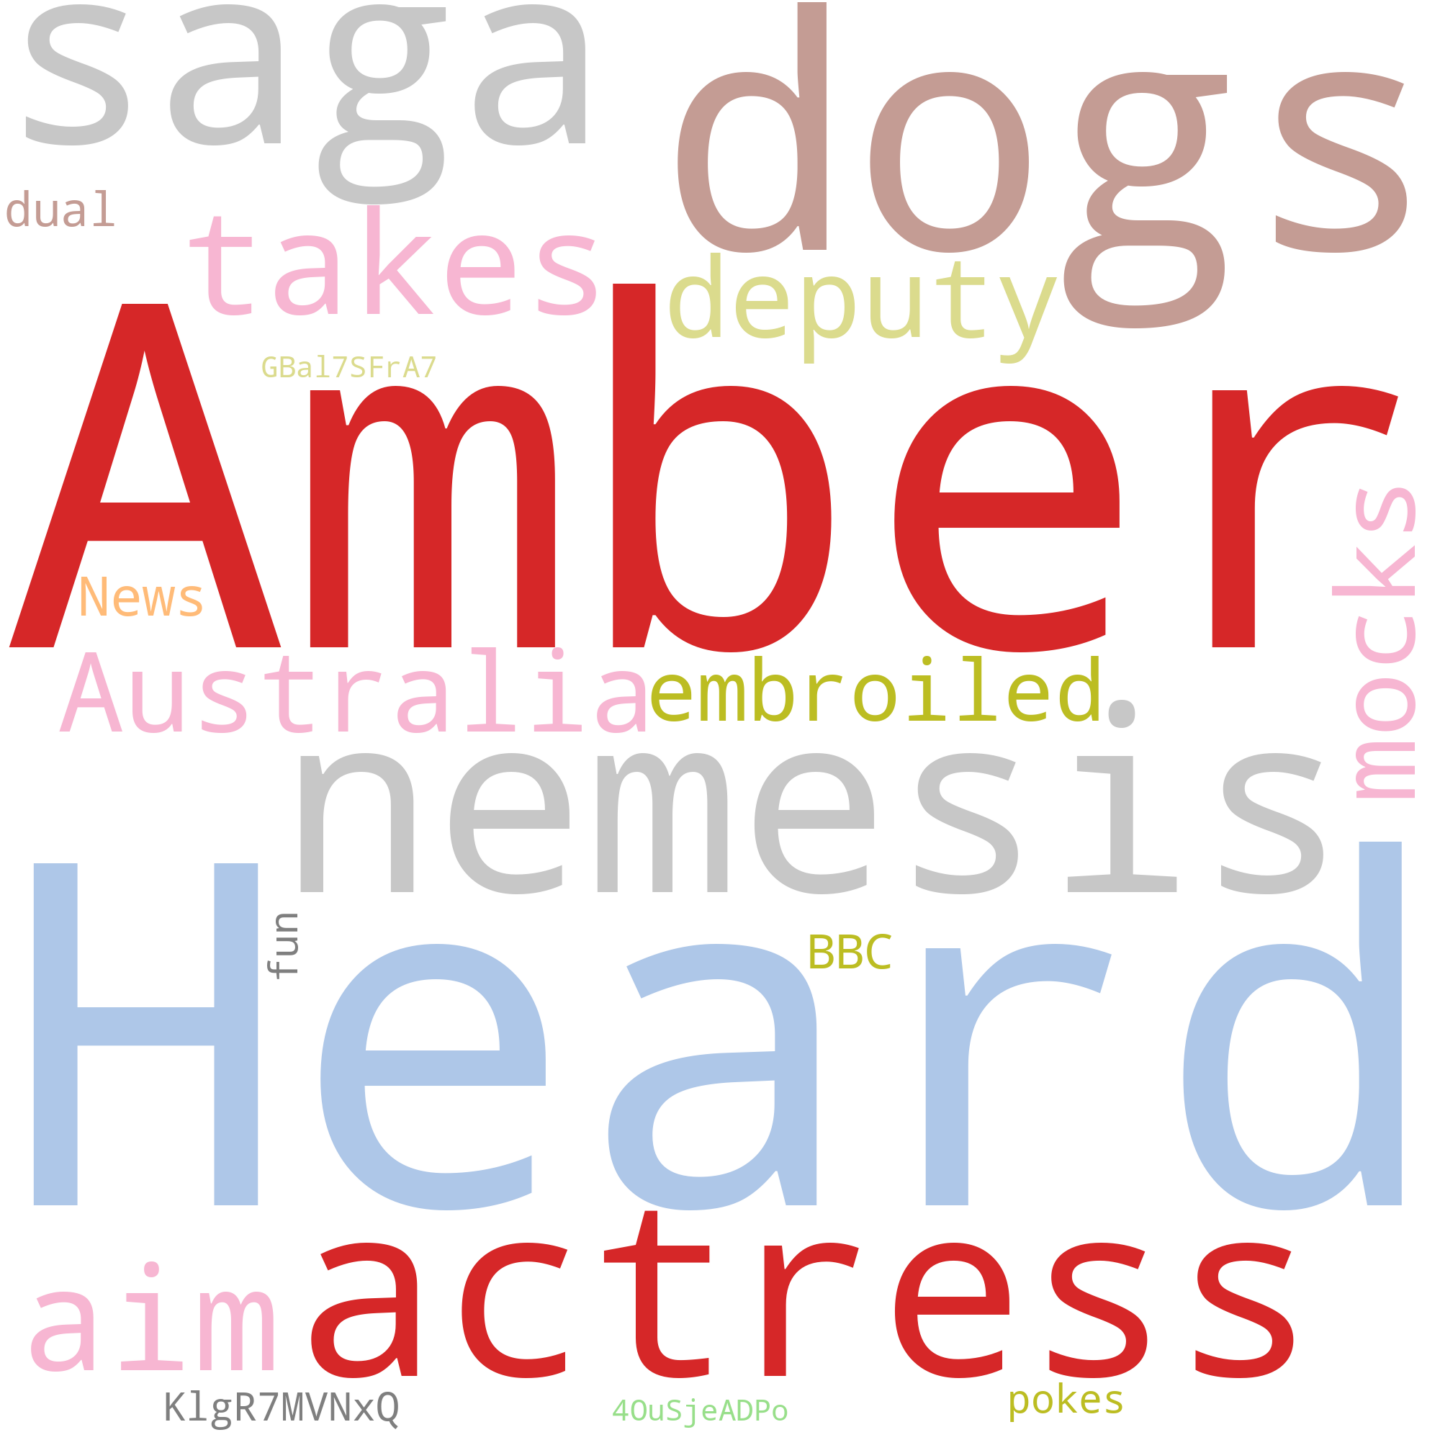 saga
dogs
dual
takes
deputy
GBal7SFrA7
Amber
mocks
News
Australia
embroiled
nemesis
Heard
fun
BBC
aim
actress
KlgR7MVNxQ
4OuSjeADPo
pokes